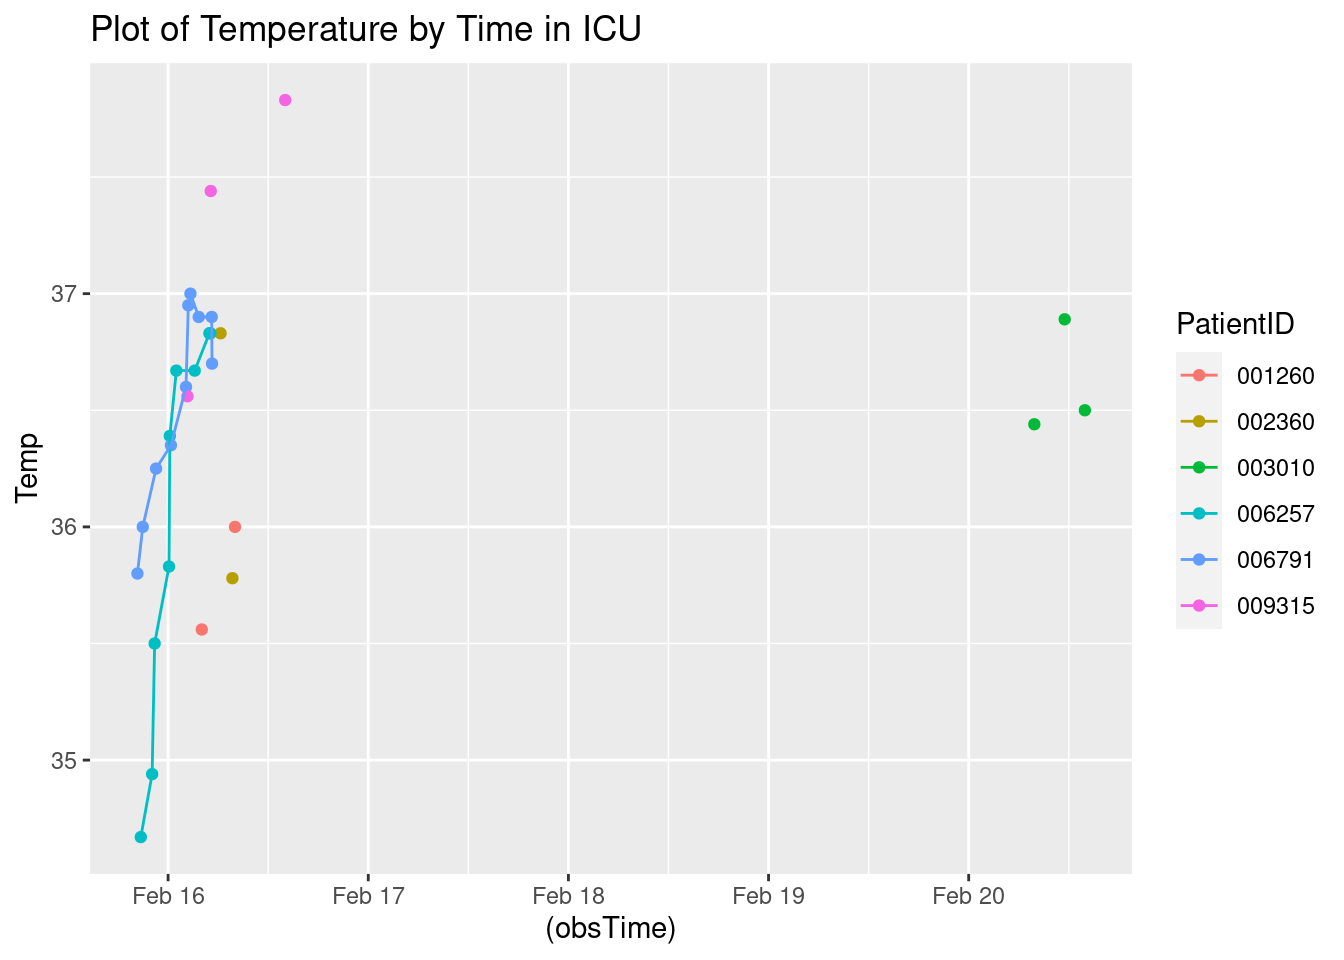 Plot of Temperature by Time in ICU
Temp
37
36
35
Feb 16
Feb 17
Feb 18
Feb 19
Feb 20
(obsTime)
PatientID
001260
002360
003010
006257
006791
009315